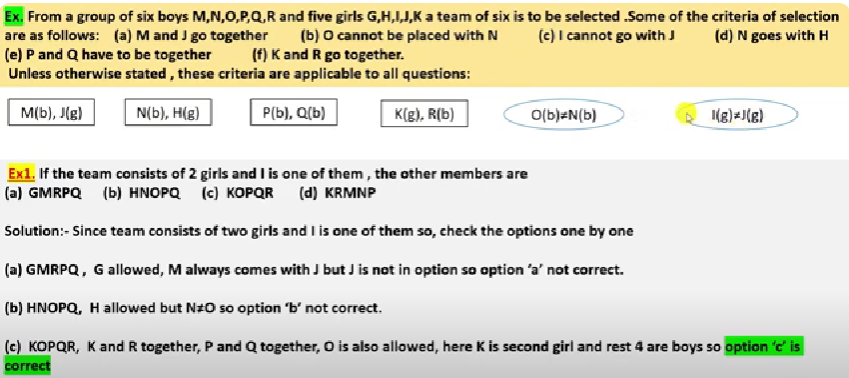 Ex. From a group of six boys M,N,O,P,Q,R and five girls G,H,I,J,K a team of six is to be selected .Some of the criteria of selection
are as follows: (a) M and J go together (b) O cannot be placed with N (c) I cannot go with J (d) N goes with H
(e) P and Q have to be together (f) K and R go together.
Unless otherwise stated , these criteria are applicable to all questions:
M(b), J(g) N(b), H(g) P(b), Q(b) K(g), R(b) O(b)≠N(b) I(g)≠J(g)
Ex1. If the team consists of 2 girls and I is one of them , the other members are
(a) GMRPQ (b) HNOPQ (c) KOPQR (d) KRMNP
Solution:- Since team consists of two girls and I is one of them so, check the options one by one
(a) GMRPQ , G allowed, M always comes with J but J is not in option so option ‘a’ not correct.
(b) HNOPQ, H allowed but N≠O so option ‘b’ not correct.
(c) KOPQR, K and R together, P and Q together, O is also allowed, here K is second girl and rest 4 are boys so option ‘c’ is
correct